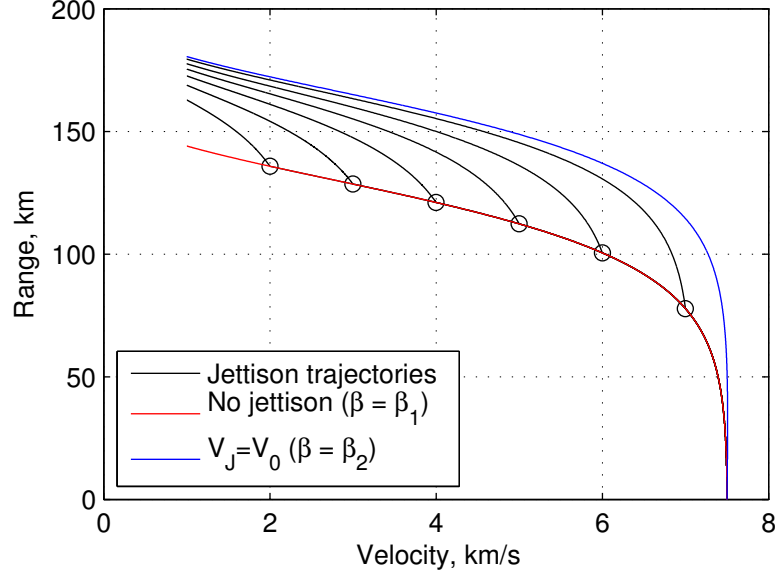 200
150
100
50
0
Range, km
Jettison trajectories
No jettison (β = β₁)
V_J=V₀ (β = β₂)
0 2 4 6 8
Velocity, km/s